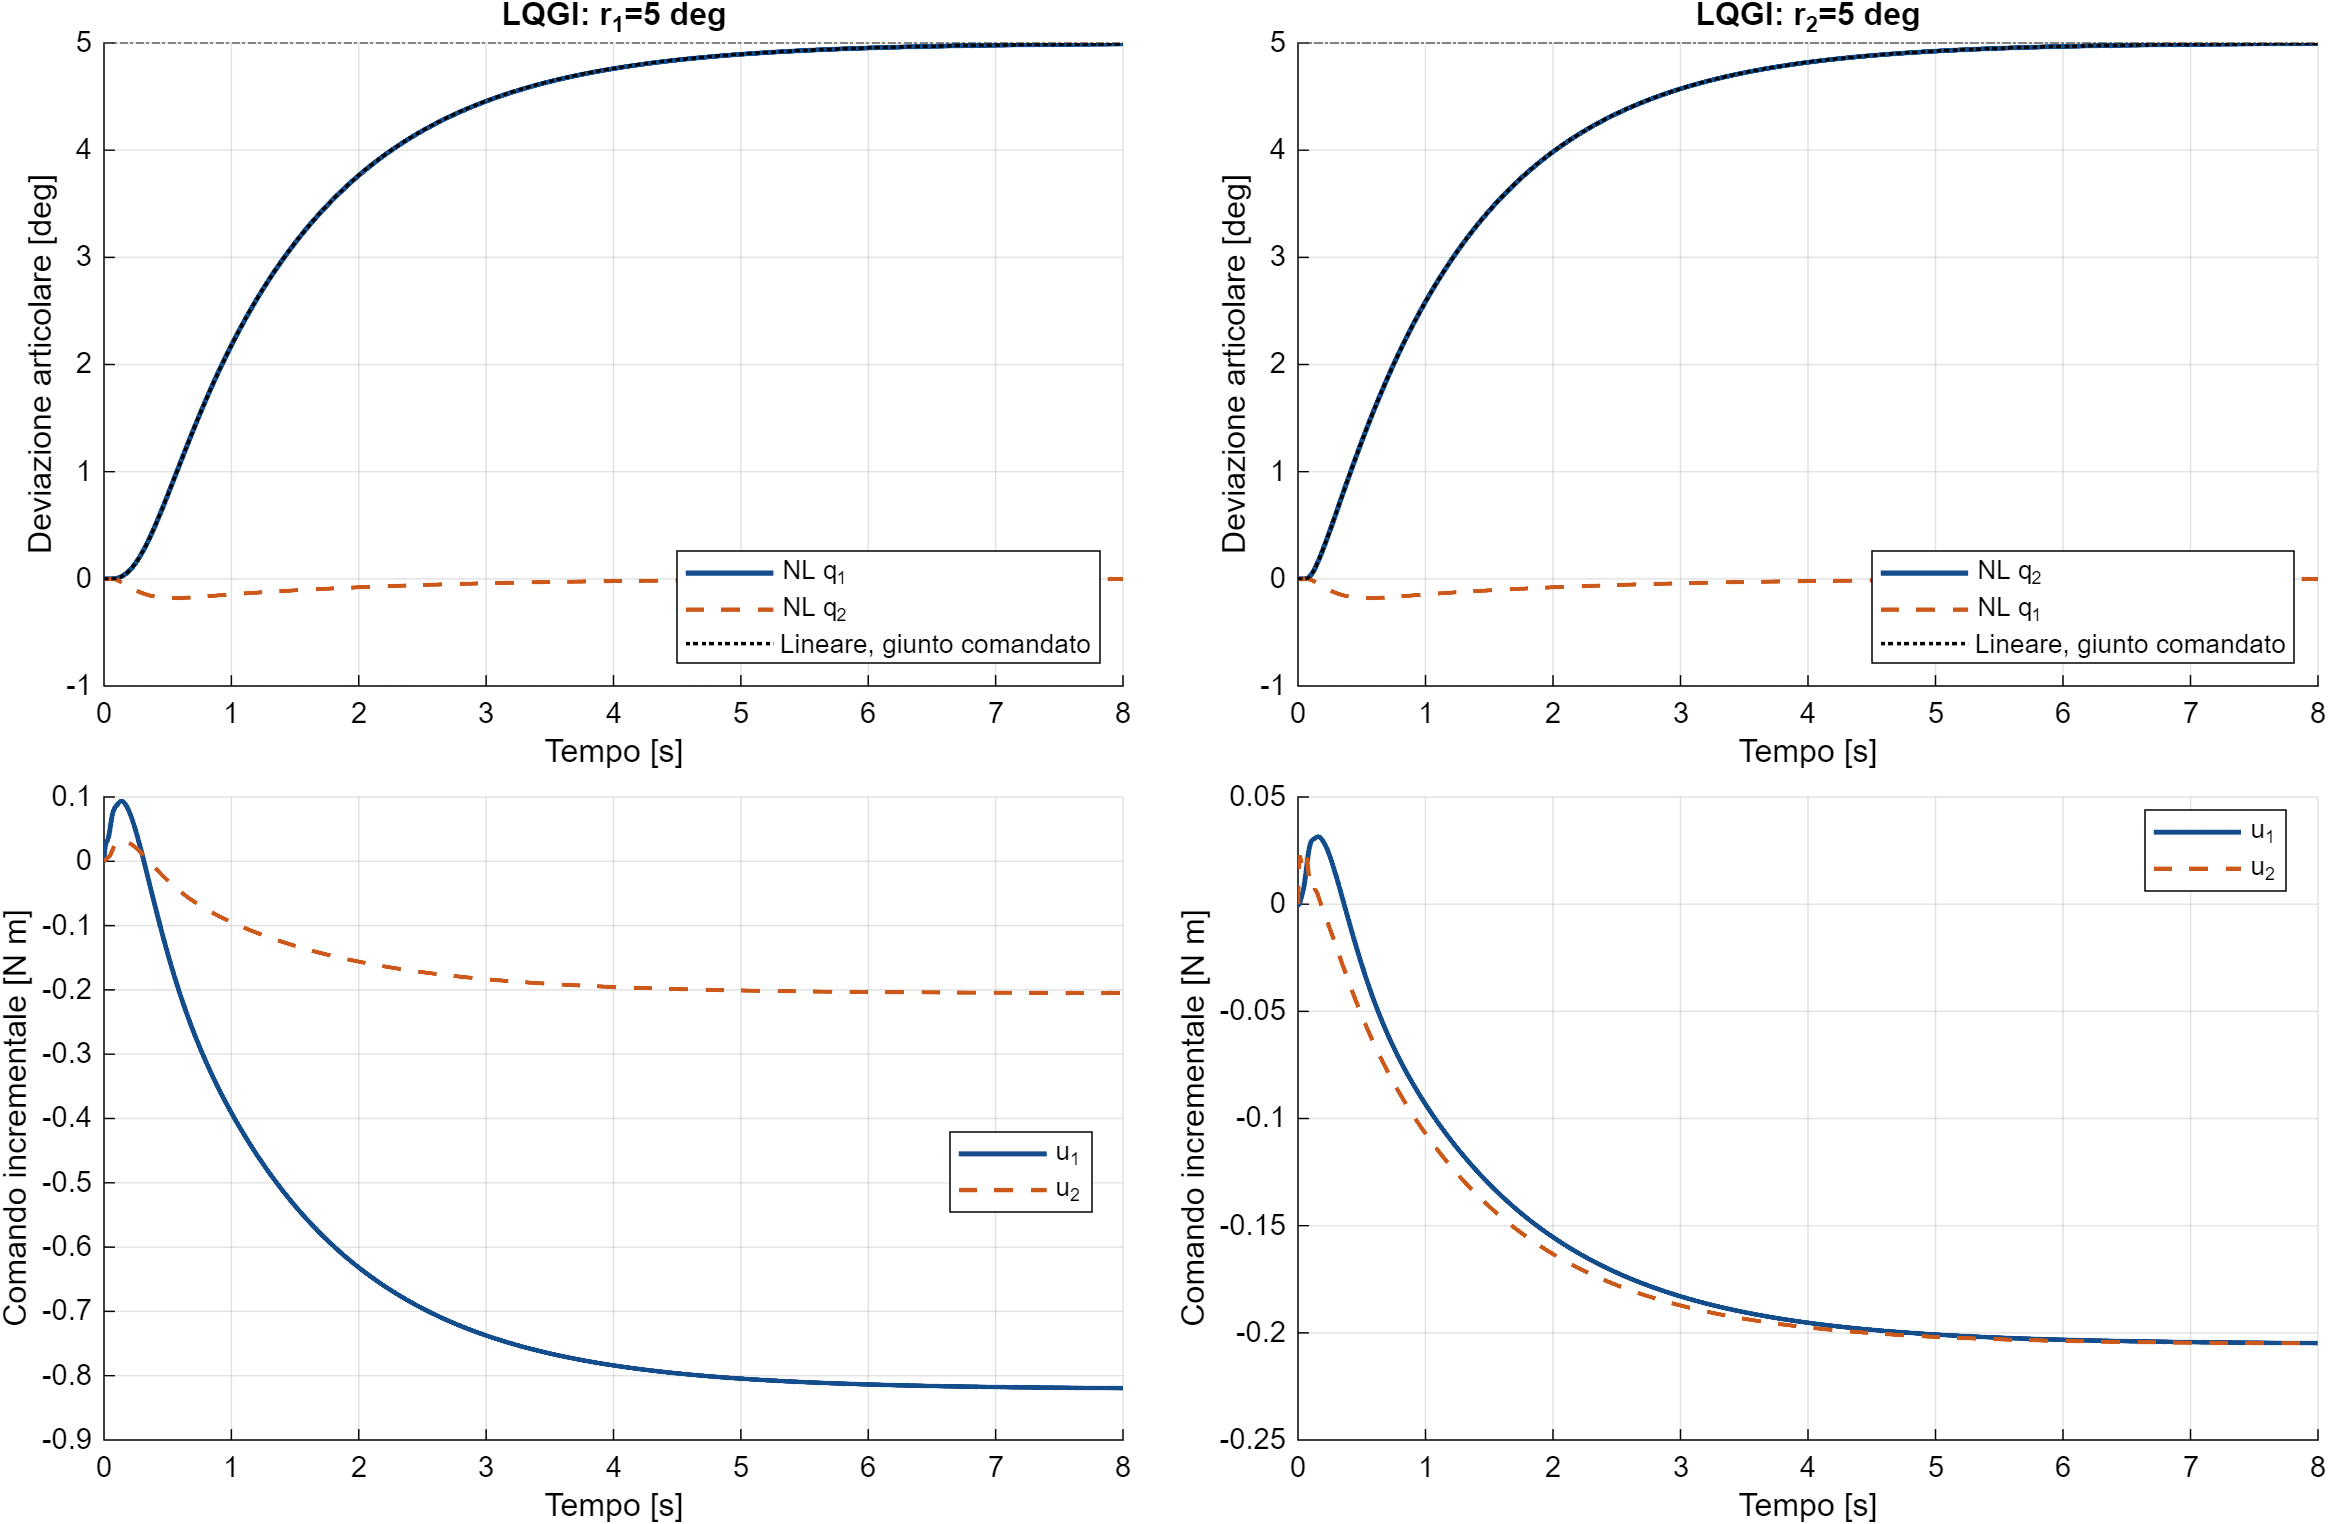 LQGI: r1=5 deg
5
4
3
2
1
0
-1
Deviazione articolare [deg]
NL q1
NL q2
Lineare, giunto comandato
0 1 2 3 4 5 6 7 8
Tempo [s]
LQGI: r2=5 deg
5
4
3
2
1
0
-1
Deviazione articolare [deg]
NL q2
NL q1
Lineare, giunto comandato
0 1 2 3 4 5 6 7 8
Tempo [s]
0.1
0
-0.1
-0.2
-0.3
-0.4
-0.5
-0.6
-0.7
-0.8
-0.9
Comando incrementale [N m]
u1
u2
0 1 2 3 4 5 6 7 8
Tempo [s]
0.05
0
-0.05
-0.1
-0.15
-0.2
-0.25
Comando incrementale [N m]
u1
u2
0 1 2 3 4 5 6 7 8
Tempo [s]